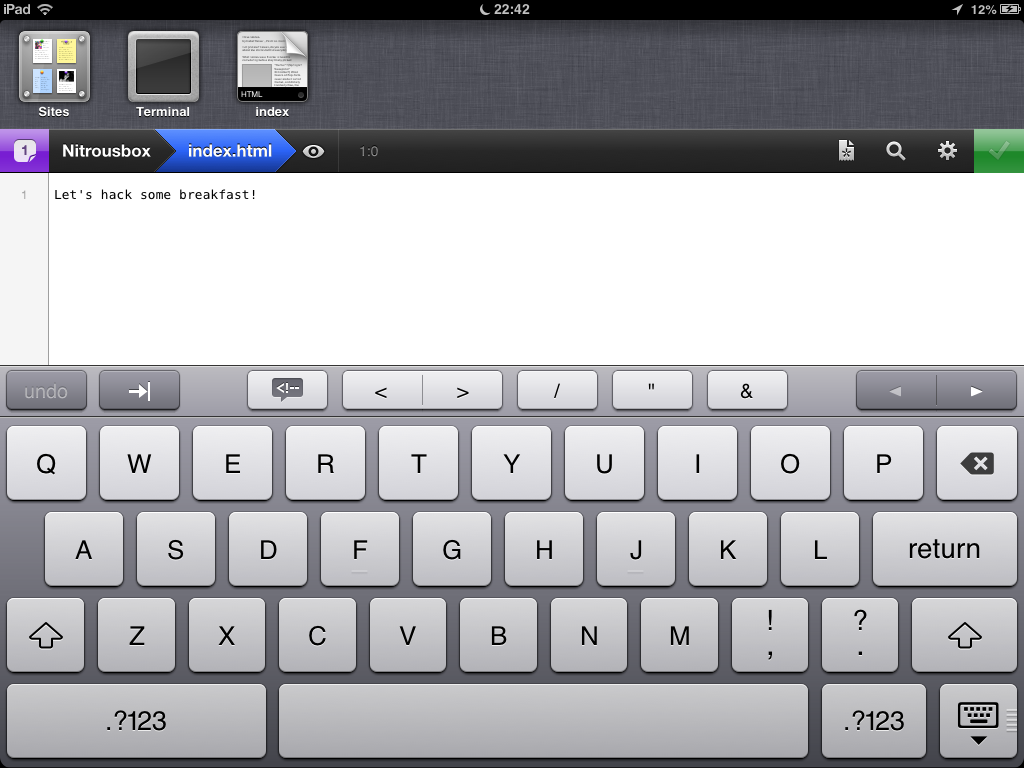 iPad 22:42 12%
HTML
Sites Terminal index
1 Nitrousbox index.html 1:0
1 Let's hack some breakfast!
undo <!-- < > / " &
Q W E R T Y U I O P
A S D F G H J K L return
Z X C V B N M ! , ? .
.?123 .?123